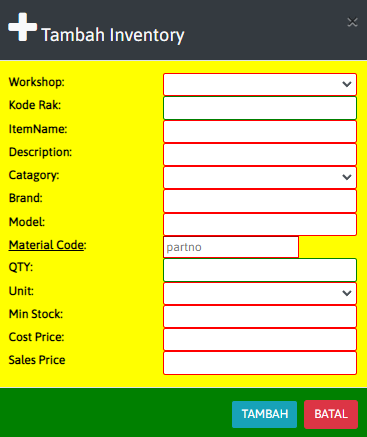 Tambah Inventory
Workshop:
Kode Rak:
ItemName:
Description:
Catagory:
Brand:
Model:
Material Code: partno
QTY:
Unit:
Min Stock:
Cost Price:
Sales Price
TAMBAH BATAL